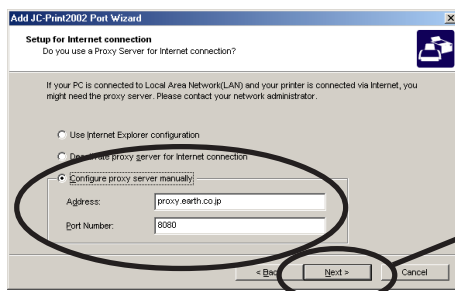 Add JC-Print2002 Port Wizard
Setup for Internet connection
Do you use a Proxy Server for Internet connection?
If your PC is connected to Local Area Network(LAN) and your printer is connected via Internet, you
might need the proxy server. Please contact your network administrator.
Use Internet Explorer configuration
Deactivate proxy server for Internet connection
Configure proxy server manually
Address: proxy.earth.co.jp
Port Number: 8080
< Back Next > Cancel